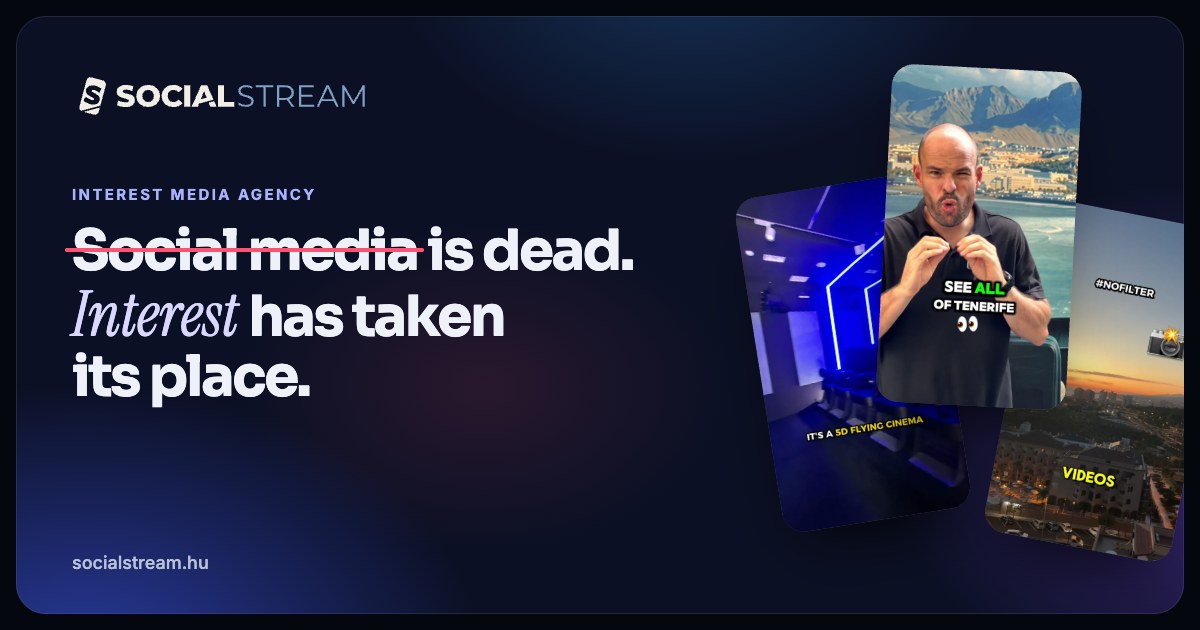 SOCIALSTREAM
INTEREST MEDIA AGENCY
Social media is dead.
Interest has taken
its place.
socialstream.hu
IT'S A 5D FLYING CINEMA
SEE ALL
OF TENERIFE
#NOFILTER
VIDEOS